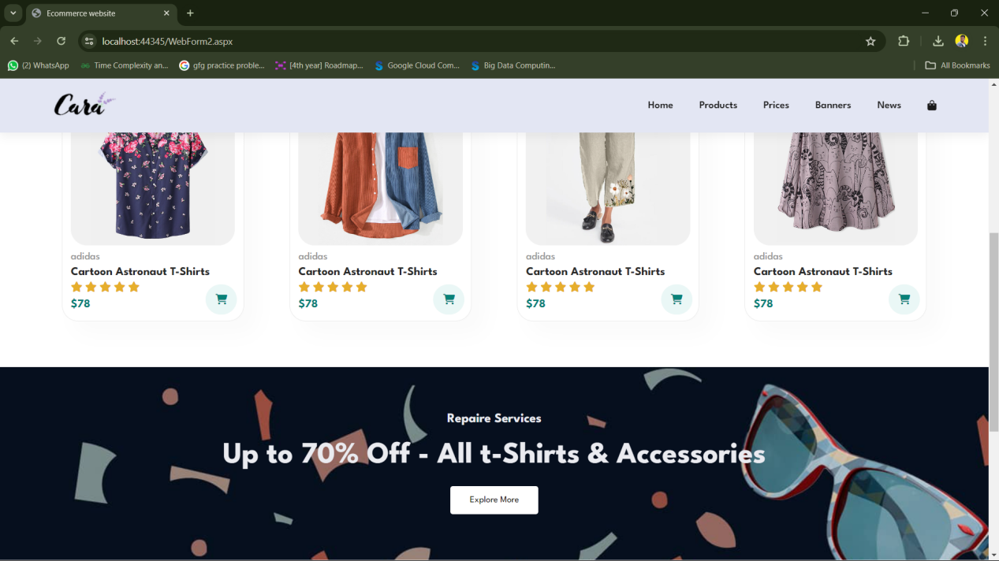 Ecommerce website
localhost:44345/WebForm2.aspx
(2) WhatsApp
Time Complexity an...
gfg practice proble...
[4th year] Roadmap...
Google Cloud Com...
Big Data Computin...
All Bookmarks
Cara
Home
Products
Prices
Banners
News
adidas
Cartoon Astronaut T-Shirts
$78
adidas
Cartoon Astronaut T-Shirts
$78
adidas
Cartoon Astronaut T-Shirts
$78
adidas
Cartoon Astronaut T-Shirts
$78
Repaire Services
Up to 70% Off - All t-Shirts & Accessories
Explore More